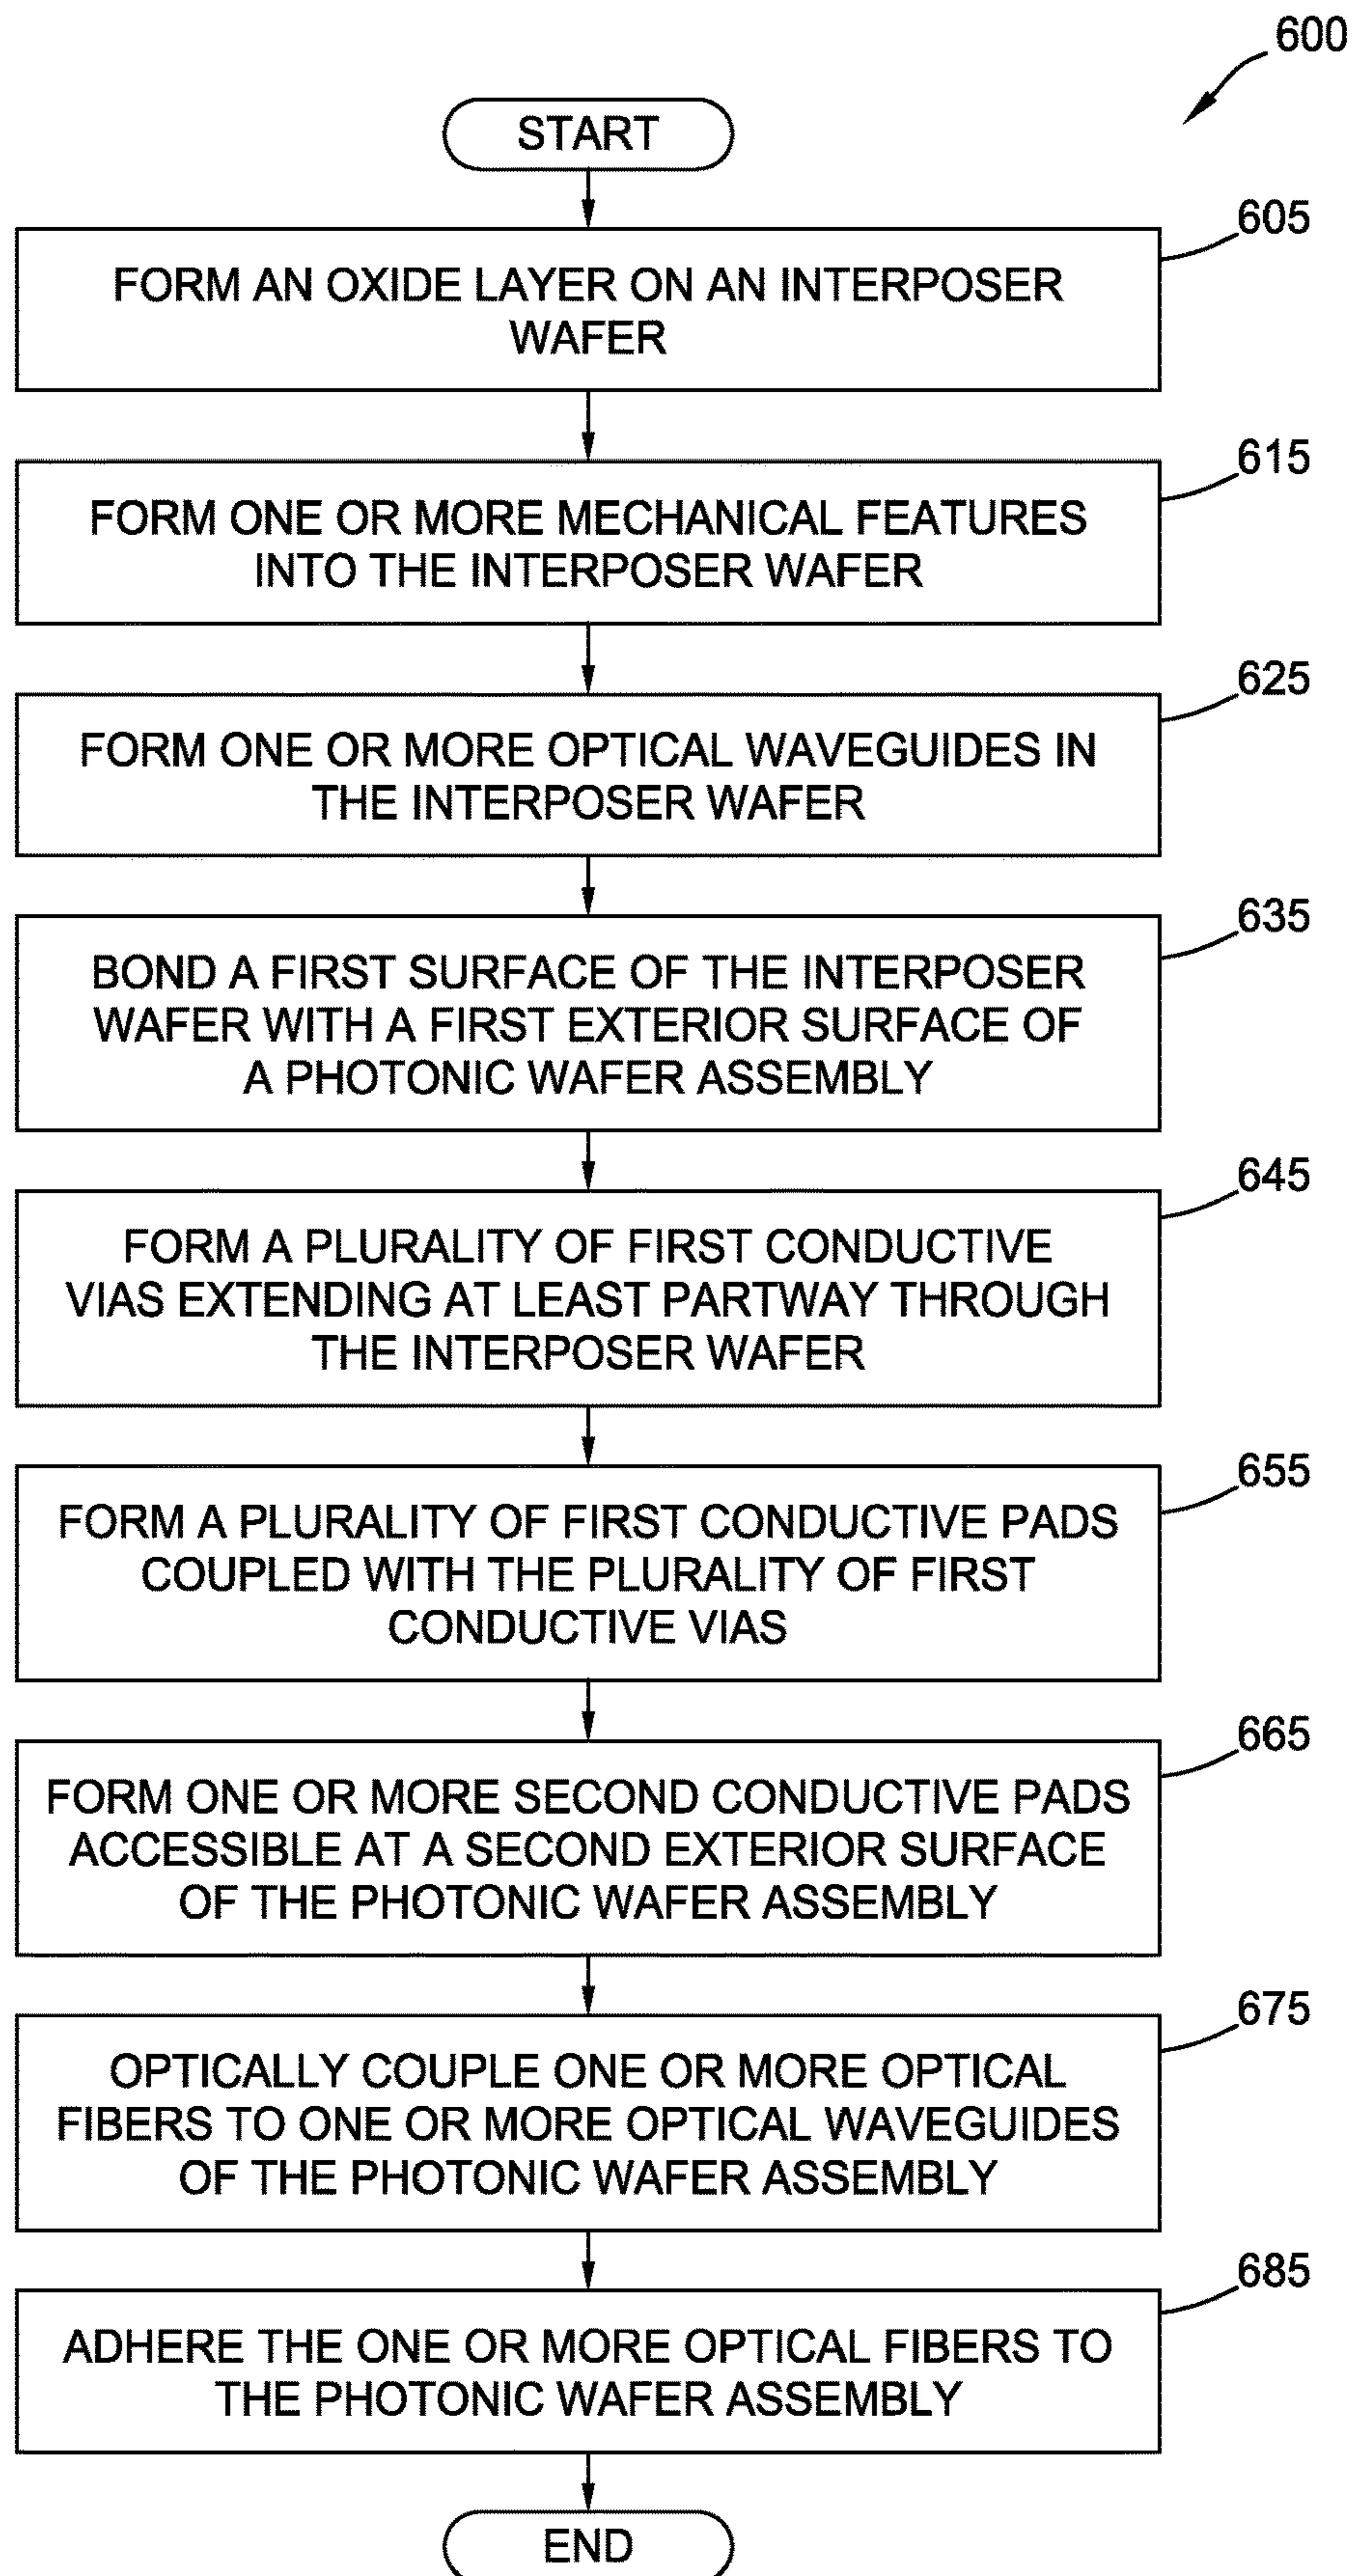 600
START
605
FORM AN OXIDE LAYER ON AN INTERPOSER
WAFER
615
FORM ONE OR MORE MECHANICAL FEATURES
INTO THE INTERPOSER WAFER
625
FORM ONE OR MORE OPTICAL WAVEGUIDES IN
THE INTERPOSER WAFER
635
BOND A FIRST SURFACE OF THE INTERPOSER
WAFER WITH A FIRST EXTERIOR SURFACE OF
A PHOTONIC WAFER ASSEMBLY
645
FORM A PLURALITY OF FIRST CONDUCTIVE
VIAS EXTENDING AT LEAST PARTWAY THROUGH
THE INTERPOSER WAFER
655
FORM A PLURALITY OF FIRST CONDUCTIVE PADS
COUPLED WITH THE PLURALITY OF FIRST
CONDUCTIVE VIAS
665
FORM ONE OR MORE SECOND CONDUCTIVE PADS
ACCESSIBLE AT A SECOND EXTERIOR SURFACE
OF THE PHOTONIC WAFER ASSEMBLY
675
OPTICALLY COUPLE ONE OR MORE OPTICAL
FIBERS TO ONE OR MORE OPTICAL WAVEGUIDES
OF THE PHOTONIC WAFER ASSEMBLY
685
ADHERE THE ONE OR MORE OPTICAL FIBERS TO
THE PHOTONIC WAFER ASSEMBLY
END